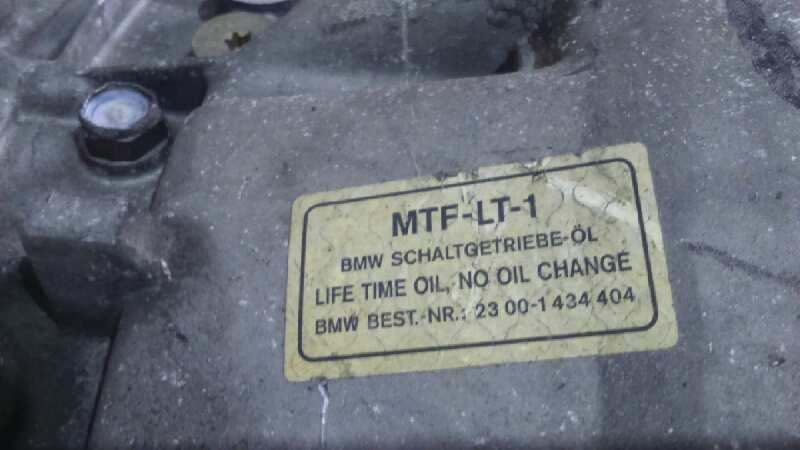 MTF-LT-1
BMW SCHALTGETRIEBE-ÖL
LIFE TIME OIL, NO OIL CHANGE
BMW BEST.-NR.: 23 00-1 434 404